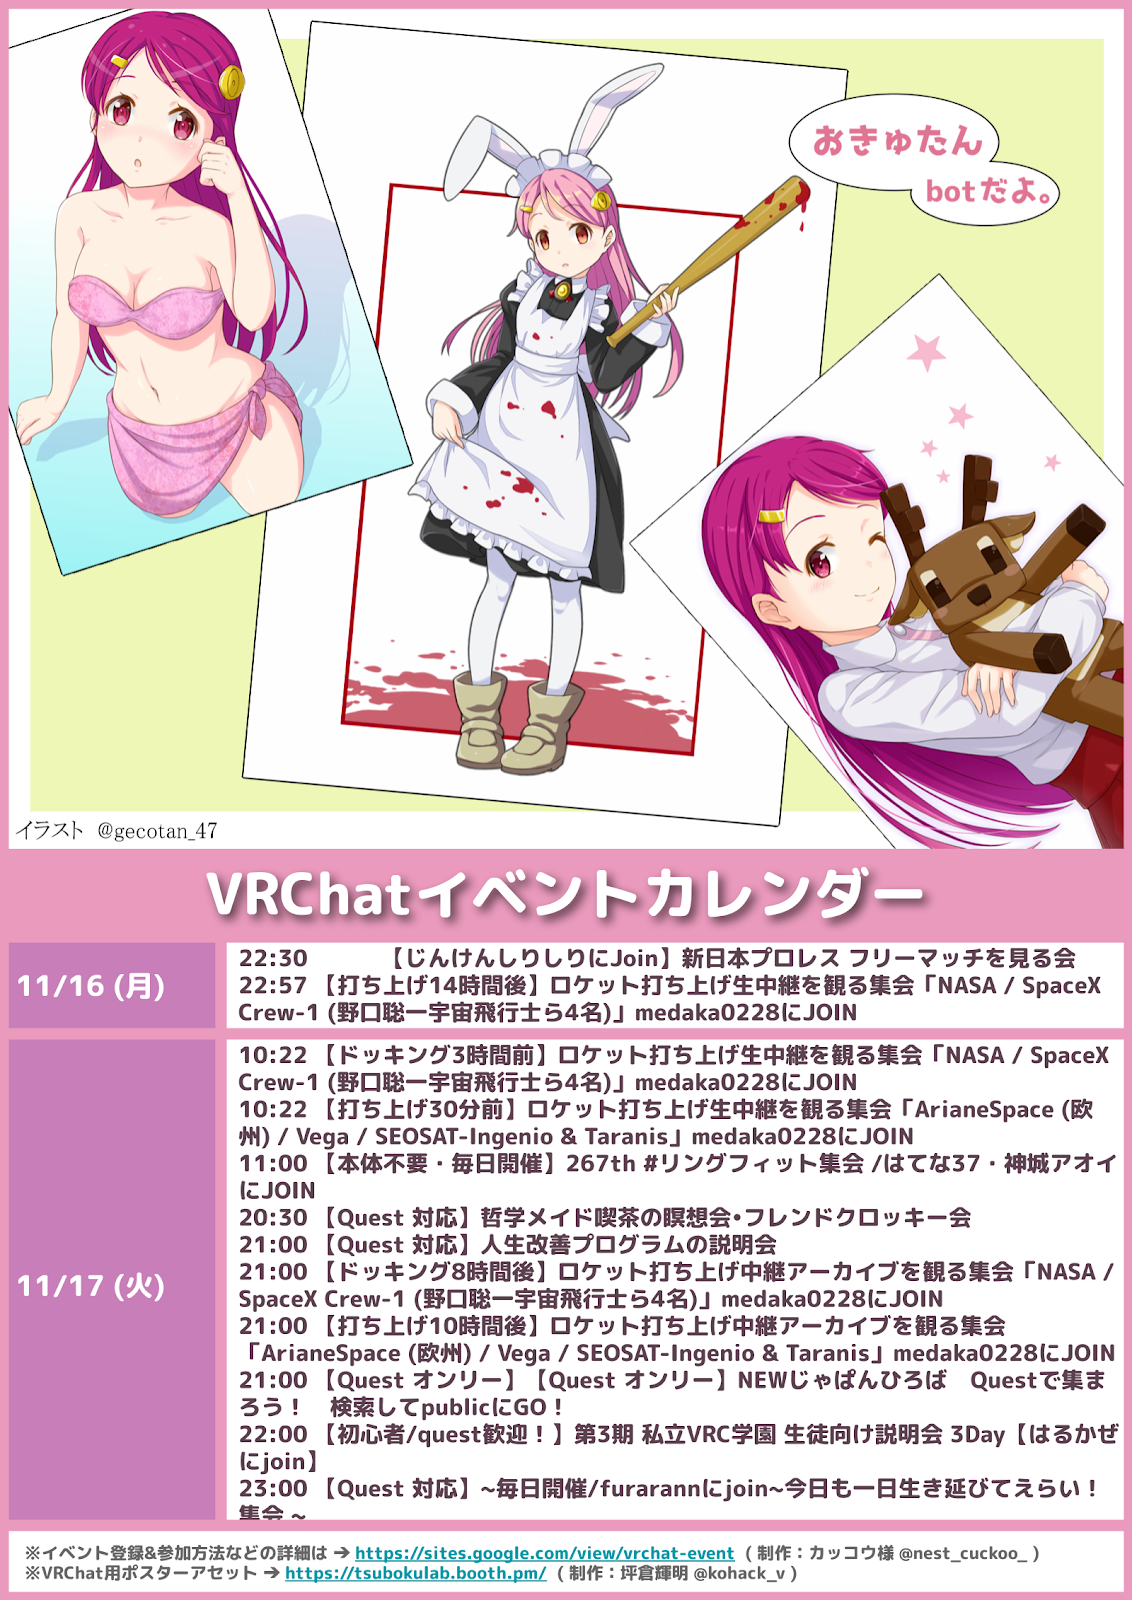 おきゅたん
botだよ。
イラスト @gecotan_47
VRChatイベントカレンダー
11/16 (月)
22:30 【じんけんしりしりにJoin】新日本プロレス フリーマッチを見る会
22:57 【打ち上げ14時間後】ロケット打ち上げ生中継を観る集会「NASA / SpaceX
Crew-1 (野口聡一宇宙飛行士ら4名)」medaka0228にJOIN
11/17 (火)
10:22 【ドッキング3時間前】ロケット打ち上げ生中継を観る集会「NASA / SpaceX
Crew-1 (野口聡一宇宙飛行士ら4名)」medaka0228にJOIN
10:22 【打ち上げ30分前】ロケット打ち上げ生中継を観る集会「ArianeSpace (欧
州) / Vega / SEOSAT-Ingenio & Taranis」medaka0228にJOIN
11:00 【本体不要・毎日開催】267th #リングフィット集会 /はてな37・神城アオイ
にJOIN
20:30 【Quest 対応】哲学メイド喫茶の瞑想会•フレンドクロッキー会
21:00 【Quest 対応】人生改善プログラムの説明会
21:00 【ドッキング8時間後】ロケット打ち上げ中継アーカイブを観る集会「NASA /
SpaceX Crew-1 (野口聡一宇宙飛行士ら4名)」medaka0228にJOIN
21:00 【打ち上げ10時間後】ロケット打ち上げ中継アーカイブを観る集会
「ArianeSpace (欧州) / Vega / SEOSAT-Ingenio & Taranis」medaka0228にJOIN
21:00 【Quest オンリー】【Quest オンリー】NEWじゃぱんひろば　Questで集ま
ろう！　検索してpublicにGO！
22:00 【初心者/quest歓迎！】第3期 私立VRC学園 生徒向け説明会 3Day【はるかぜ
にjoin】
23:00 【Quest 対応】~毎日開催/furarannにjoin~今日も一日生き延びてえらい！
集会 ~
※イベント登録&参加方法などの詳細は → https://sites.google.com/view/vrchat-event ( 制作：カッコウ様 @nest_cuckoo_ )
※VRChat用ポスターアセット → https://tsubokulab.booth.pm/ ( 制作：坪倉輝明 @kohack_v )